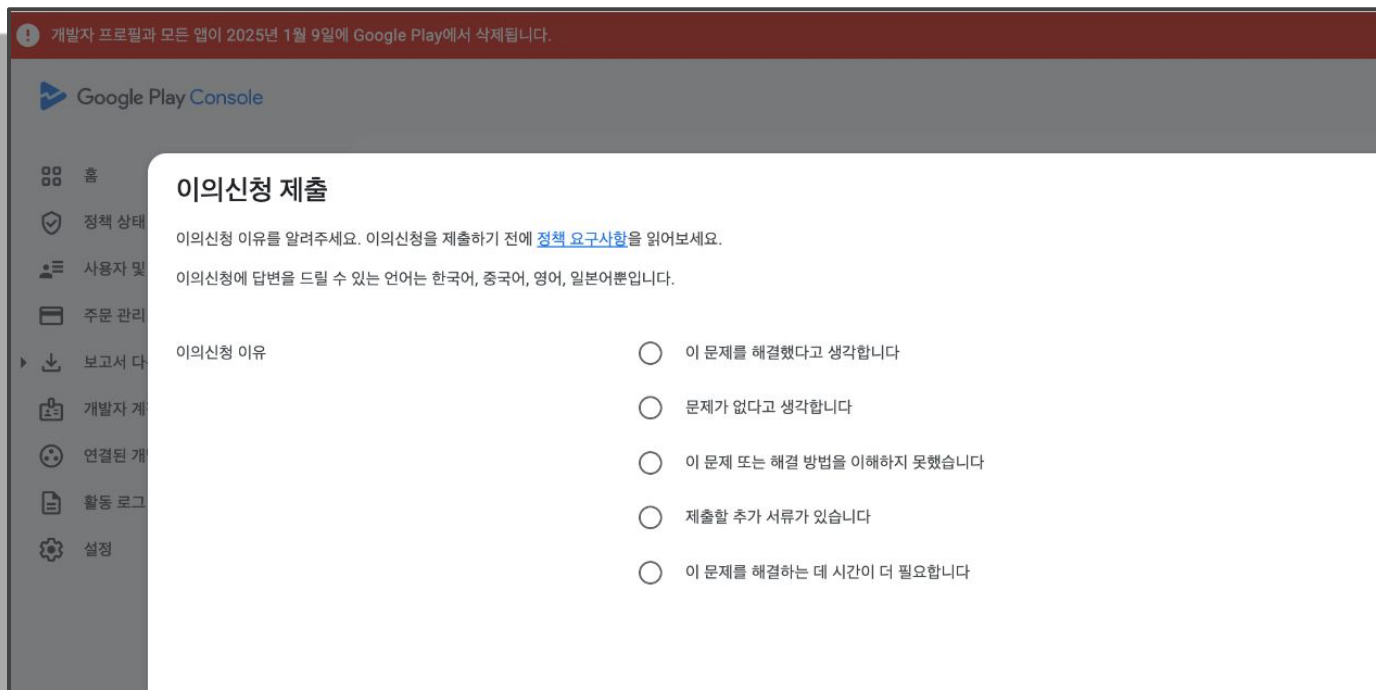 개발자 프로필과 모든 앱이 2025년 1월 9일에 Google Play에서 삭제됩니다.
Google Play Console
홈
정책 상태
사용자 및
주문 관리
보고서 다
개발자 계
연결된 개
활동 로그
설정
이의신청 제출
이의신청 이유를 알려주세요. 이의신청을 제출하기 전에 정책 요구사항을 읽어보세요.
이의신청에 답변을 드릴 수 있는 언어는 한국어, 중국어, 영어, 일본어뿐입니다.
이의신청 이유
이 문제를 해결했다고 생각합니다
문제가 없다고 생각합니다
이 문제 또는 해결 방법을 이해하지 못했습니다
제출할 추가 서류가 있습니다
이 문제를 해결하는 데 시간이 더 필요합니다